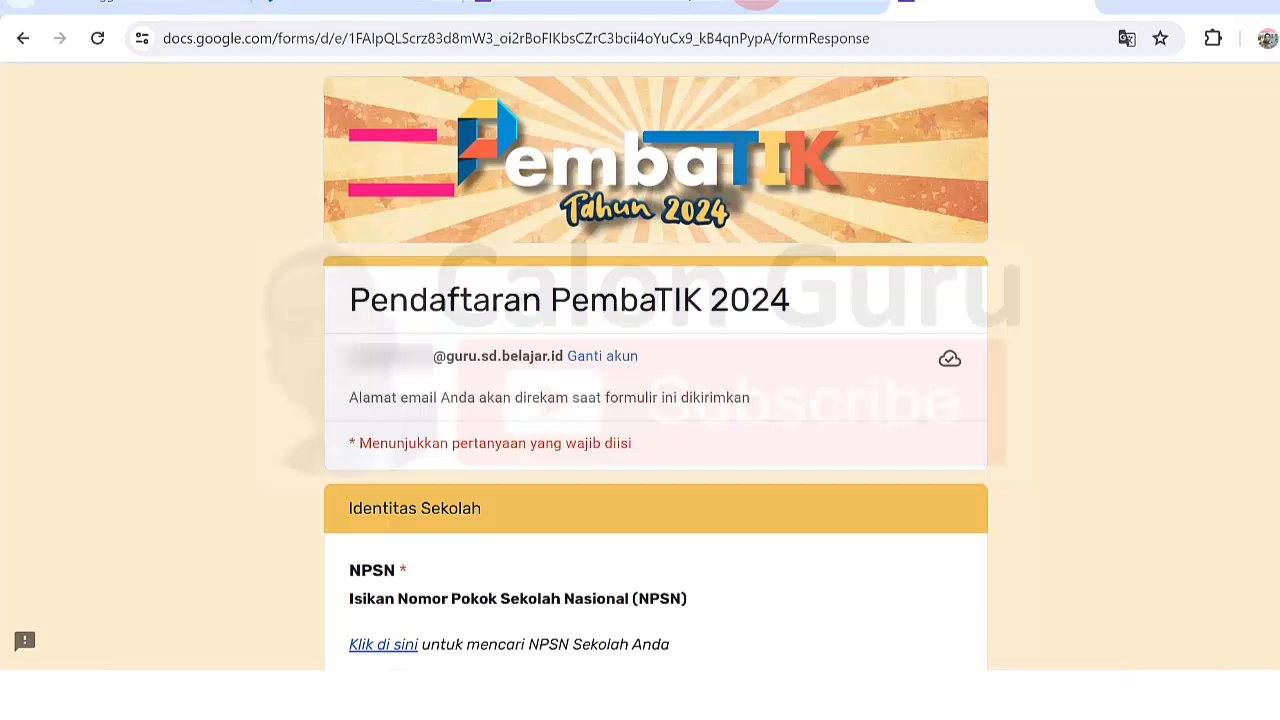 docs.google.com/forms/d/e/1FAIpQLScrz83d8mW3_oi2rBoFIKbsCZrC3bcii4oYuCx9_kB4qnPypA/formResponse
PembaTIK
Tahun 2024
Calon Guru
Pendaftaran PembaTIK 2024
@guru.sd.belajar.id Ganti akun
Subscribe
Alamat email Anda akan direkam saat formulir ini dikirimkan
* Menunjukkan pertanyaan yang wajib diisi
Identitas Sekolah
NPSN *
Isikan Nomor Pokok Sekolah Nasional (NPSN)
Klik di sini untuk mencari NPSN Sekolah Anda